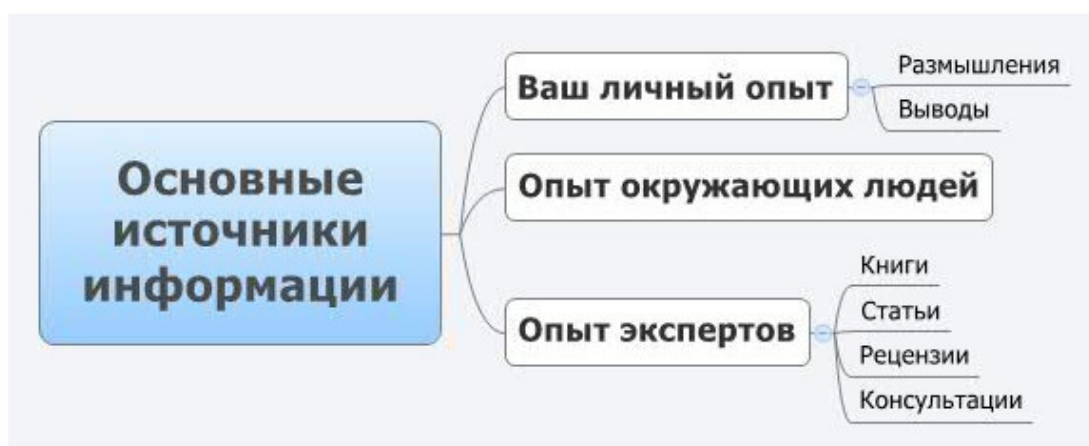 Основные
источники
информации
Ваш личный опыт
Размышления
Выводы
Опыт окружающих людей
Опыт экспертов
Книги
Статьи
Рецензии
Консультации